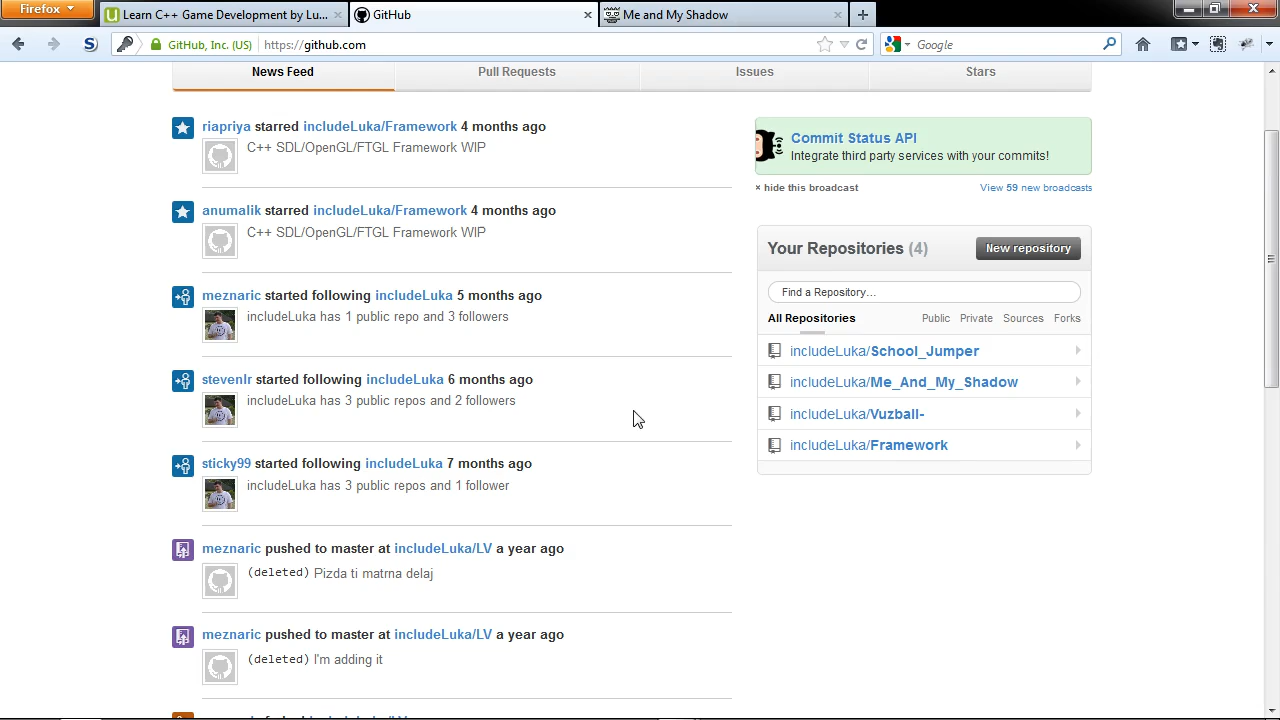 Firefox
Learn C++ Game Development by Lu...
GitHub
Me and My Shadow
GitHub, Inc. (US)
https://github.com
Google
News Feed
Pull Requests
Issues
Stars
riapriya starred includeLuka/Framework 4 months ago
C++ SDL/OpenGL/FTGL Framework WIP
anumalik starred includeLuka/Framework 4 months ago
C++ SDL/OpenGL/FTGL Framework WIP
meznaric started following includeLuka 5 months ago
includeLuka has 1 public repo and 3 followers
stevenlr started following includeLuka 6 months ago
includeLuka has 3 public repos and 2 followers
sticky99 started following includeLuka 7 months ago
includeLuka has 3 public repos and 1 follower
meznaric pushed to master at includeLuka/LV a year ago
(deleted) Pizda ti matrna delaj
meznaric pushed to master at includeLuka/LV a year ago
(deleted) I'm adding it
Commit Status API
Integrate third party services with your commits!
× hide this broadcast
View 59 new broadcasts
Your Repositories (4)
New repository
Find a Repository...
All Repositories
Public
Private
Sources
Forks
includeLuka/School_Jumper
includeLuka/Me_And_My_Shadow
includeLuka/Vuzball-
includeLuka/Framework